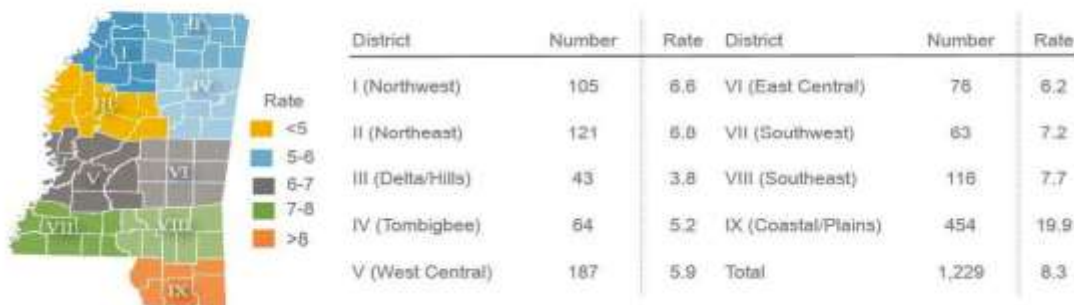 II
I
IV
III
V
VI
VII
VIII
IX
Rate
<5
5-6
6-7
7-8
>8
District Number Rate District Number Rate
I (Northwest) 105 6.6 VI (East Central) 76 6.2
II (Northeast) 121 6.8 VII (Southwest) 63 7.2
III (Delta/Hills) 43 3.8 VIII (Southeast) 116 7.7
IV (Tombigbee) 64 5.2 IX (Coastal/Plains) 454 19.9
V (West Central) 187 5.9 Total 1,229 8.3